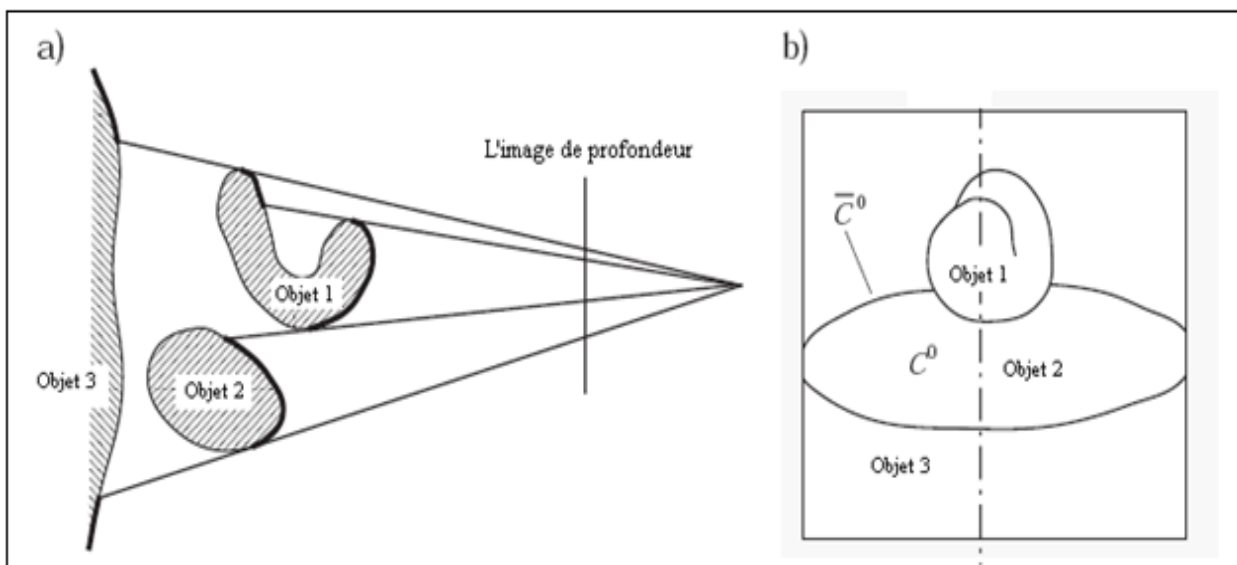 a)
L'image de profondeur
Objet 1
Objet 3
Objet 2
b)
C̅⁰
Objet 1
C⁰
Objet 2
Objet 3